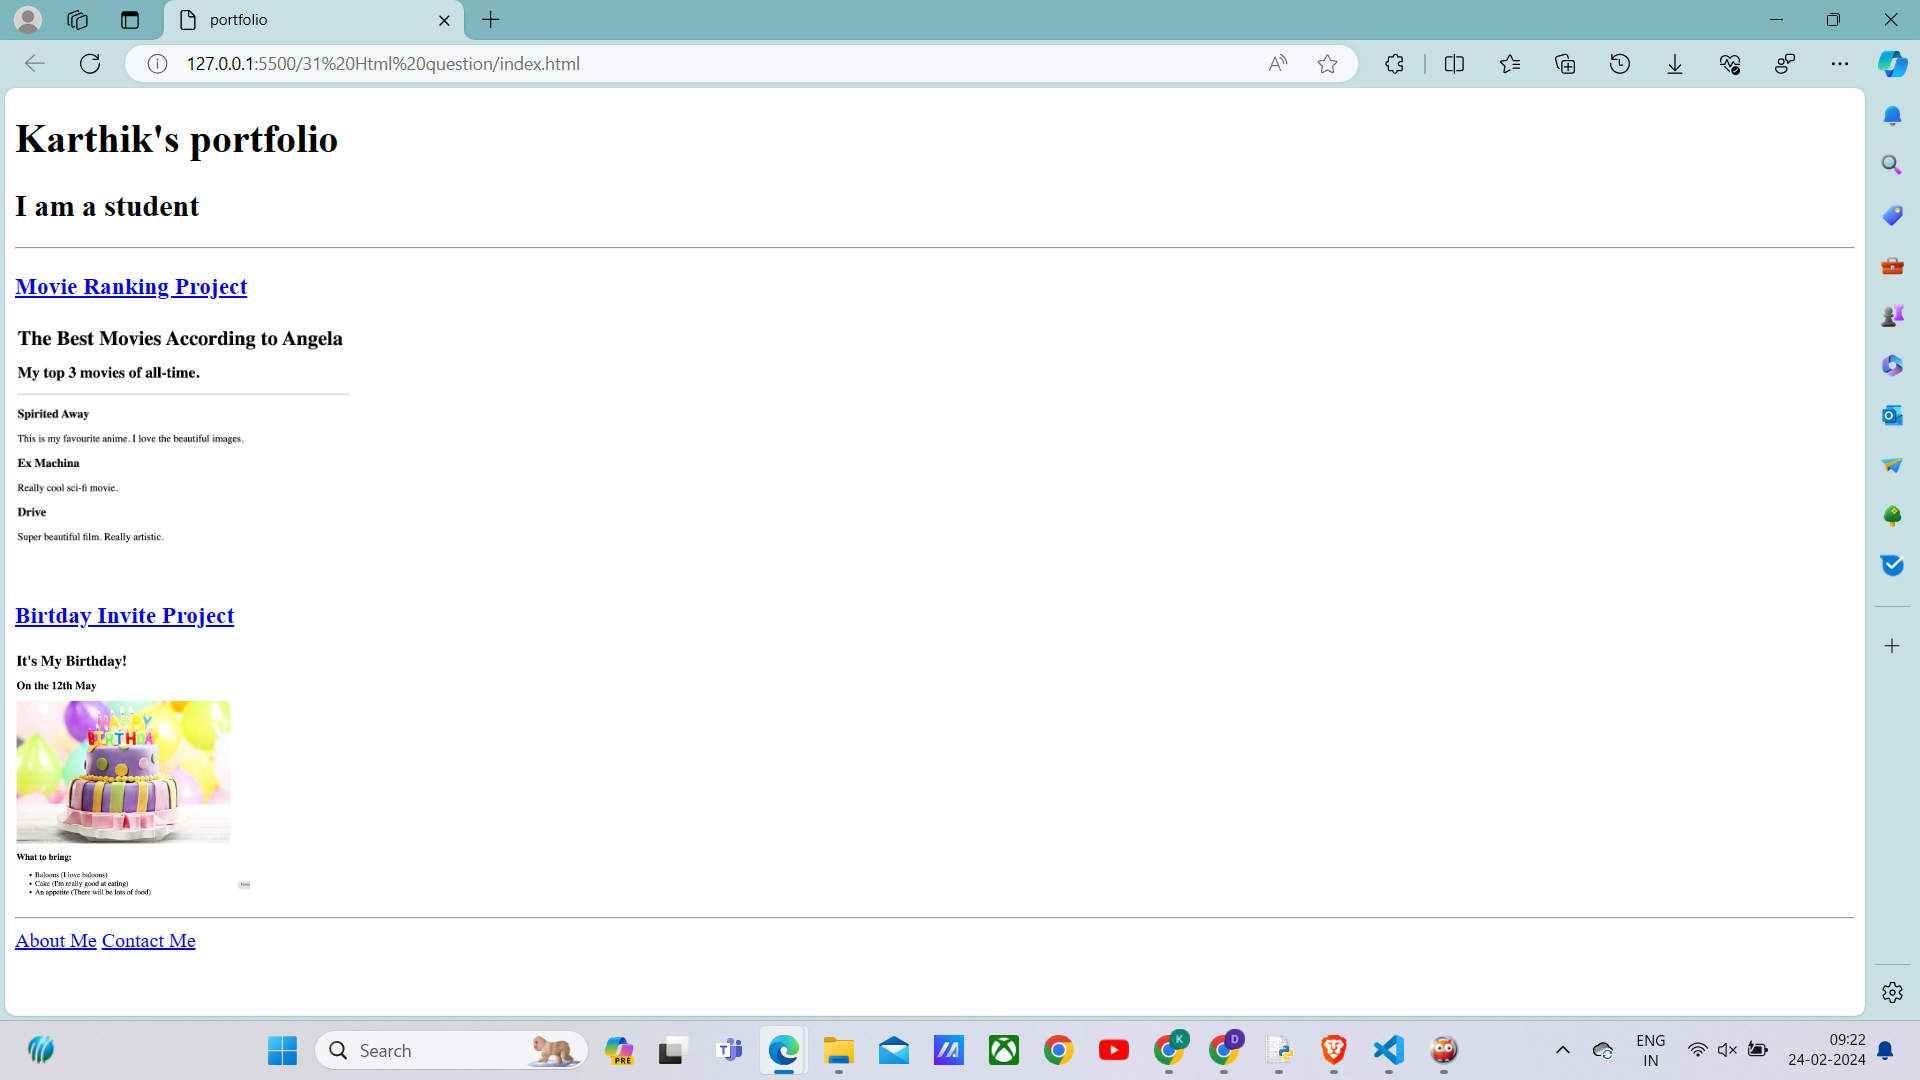 portfolio
127.0.0.1:5500/31%20Html%20question/index.html
Karthik's portfolio
I am a student
Movie Ranking Project
The Best Movies According to Angela
My top 3 movies of all-time.
Spirited Away
This is my favourite anime. I love the beautiful images.
Ex Machina
Really cool sci-fi movie.
Drive
Super beautiful film. Really artistic.
Birtday Invite Project
It's My Birthday!
On the 12th May
HAPPY
BIRTHDAY
What to bring:
• Baloons (I love baloons)
• Cake (I'm really good at eating)
• An appetite (There will be lots of food)
About Me Contact Me
Search
PRE
K
D
ENG
IN
09:22
24-02-2024